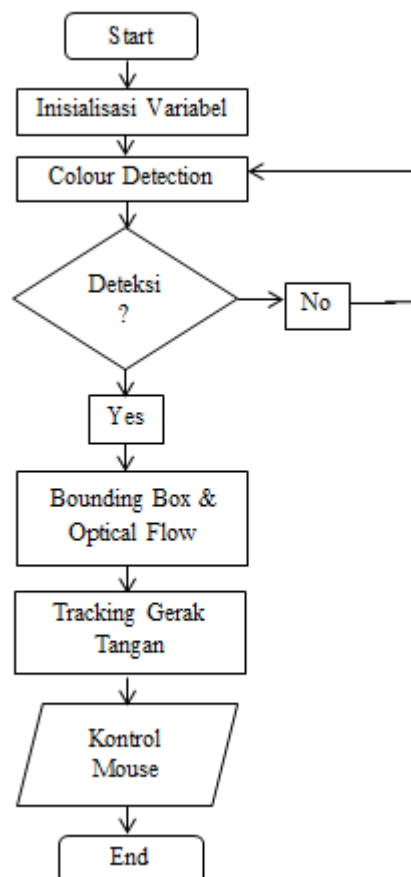 Start
Inisialisasi Variabel
Colour Detection
Deteksi
?
No
Yes
Bounding Box &
Optical Flow
Tracking Gerak
Tangan
Kontrol
Mouse
End